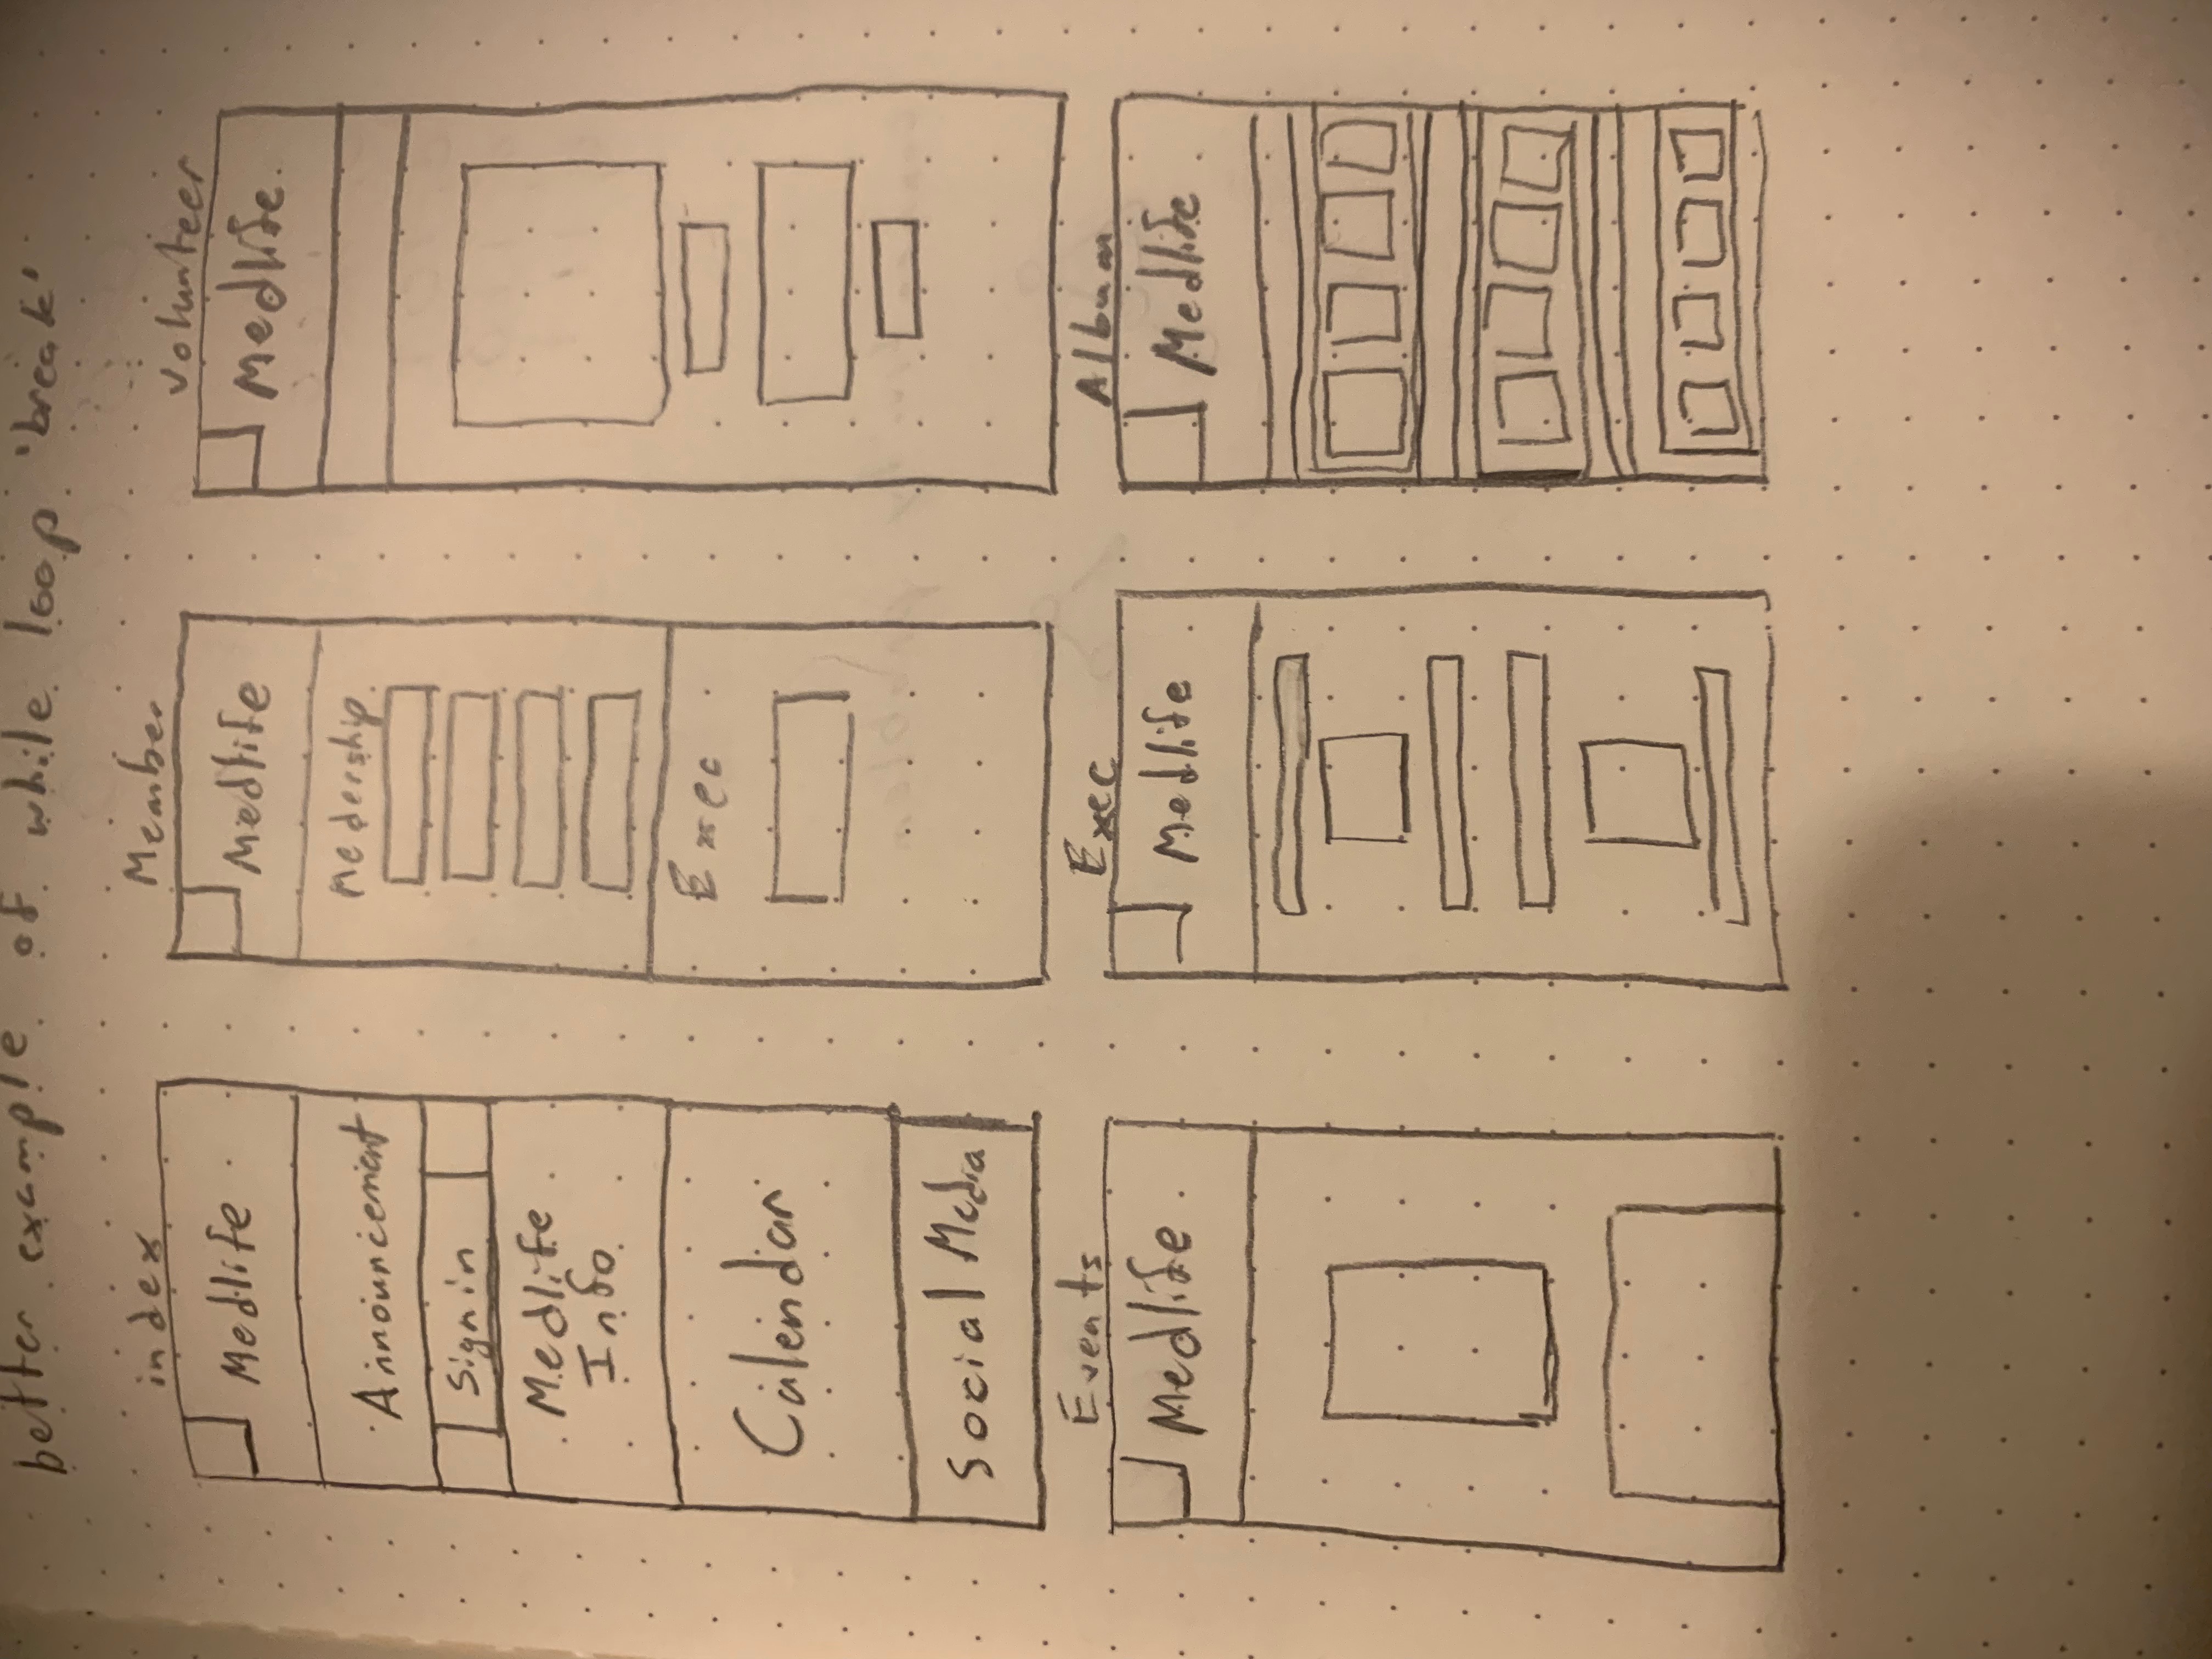 better example of while loop 'break'
index
Medlife
Announcement
Sign in
Medlife
Info
Calendar
Social Media
Member
Medlife
Medership
Exec
Volunteer
Medlife
Events
Medlife
Exec
Medlife
Album
Medlife